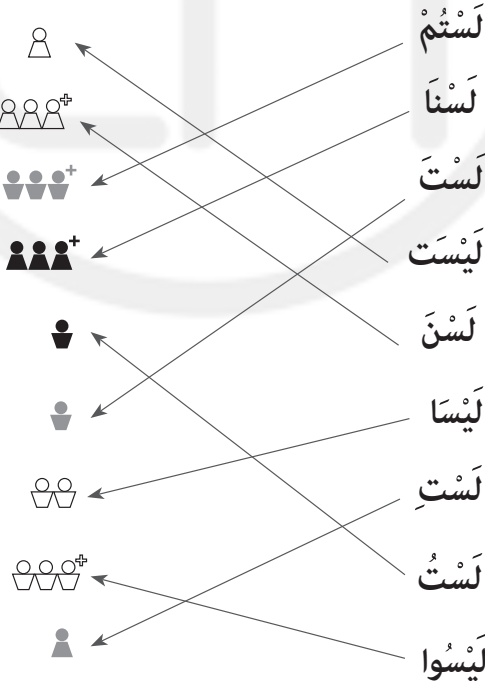 لَسْتُمْ
لَسْنَا
لَسْتَ
لَيْسَت
لَسْنَ
لَيْسَا
لَسْتِ
لَسْتُ
لَيْسُوا